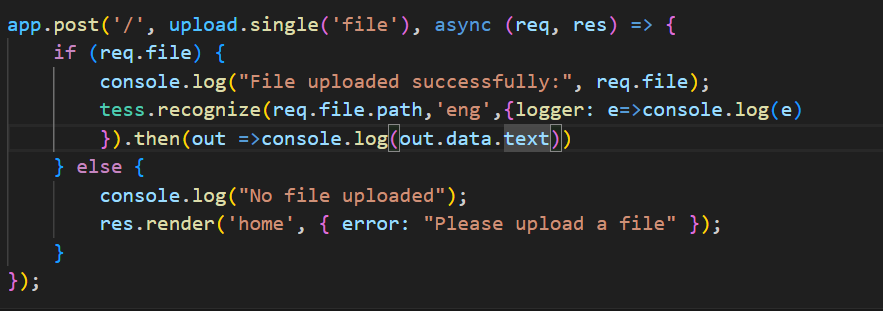 app.post('/', upload.single('file'), async (req, res) => {
    if (req.file) {
        console.log("File uploaded successfully:", req.file);
        tess.recognize(req.file.path,'eng',{logger: e=>console.log(e)
        }).then(out =>console.log(out.data.text))
    } else {
        console.log("No file uploaded");
        res.render('home', { error: "Please upload a file" });
    }
});